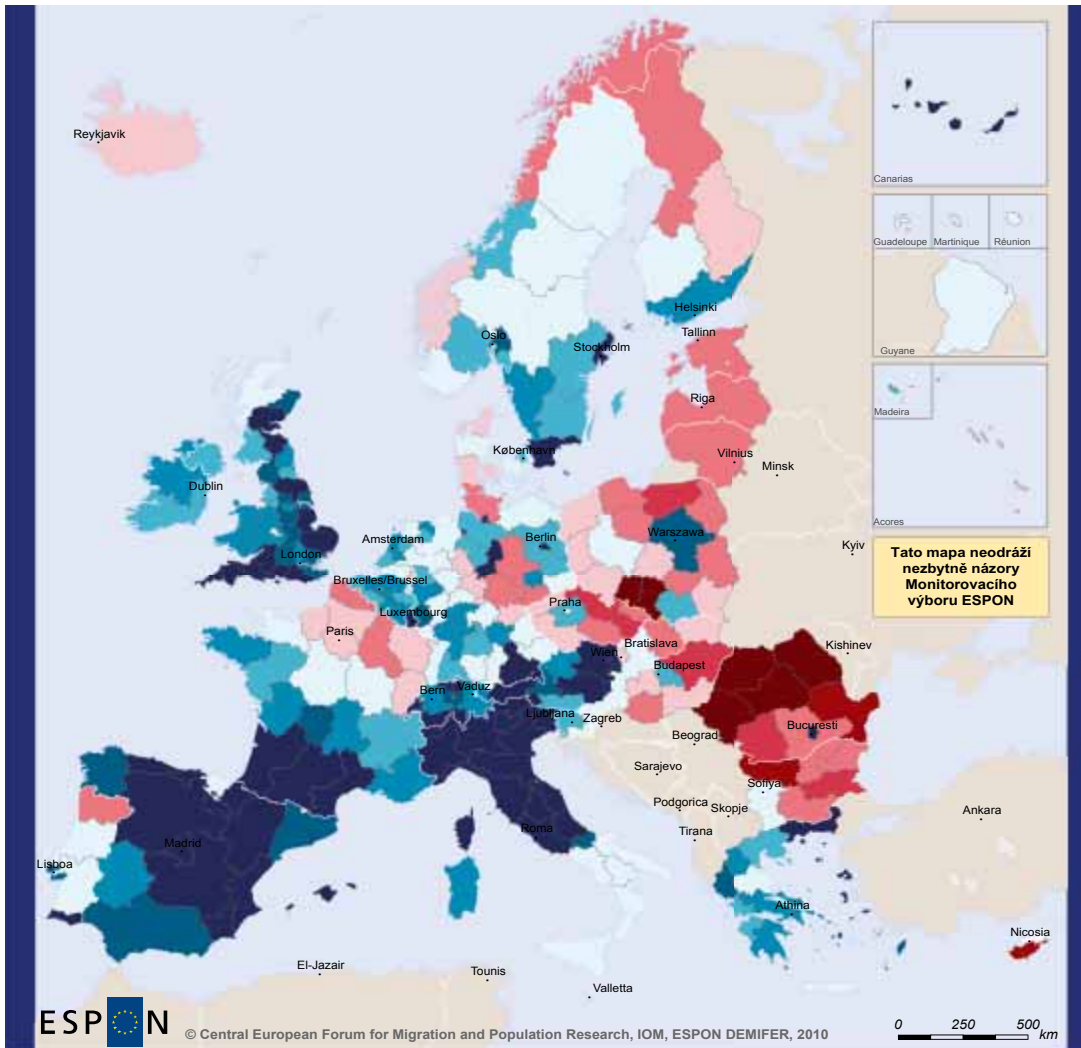 Reykjavik
Canarias
Guadeloupe
Martinique
Réunion
Guyane
Madeira
Acores
Helsinki
Oslo
Tallinn
Stockholm
Riga
København
Vilnius
Minsk
Dublin
Amsterdam
Berlin
Warszawa
London
Kyiv
Bruxelles/Brussel
Praha
Luxembourg
Paris
Bratislava
Kishinev
Wien
Budapest
Vaduz
Bern
Ljubljana
Zagreb
Bucuresti
Beograd
Sarajevo
Sofiya
Podgorica
Skopje
Ankara
Roma
Tirana
Madrid
Lisboa
Athina
Nicosia
El-Jazair
Tounis
Valletta
Tato mapa neodráží
nezbytně názory
Monitorovacího
výboru ESPON
ESPON
© Central European Forum for Migration and Population Research, IOM, ESPON DEMIFER, 2010
0 250 500
km